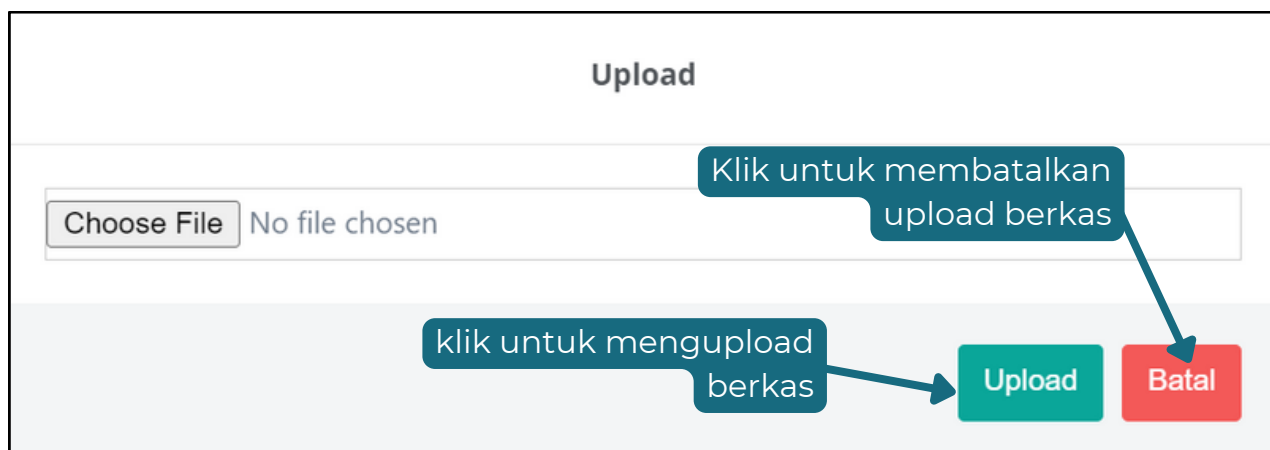 Upload
Klik untuk membatalkan
upload berkas
Choose File No file chosen
klik untuk mengupload
berkas
Upload
Batal